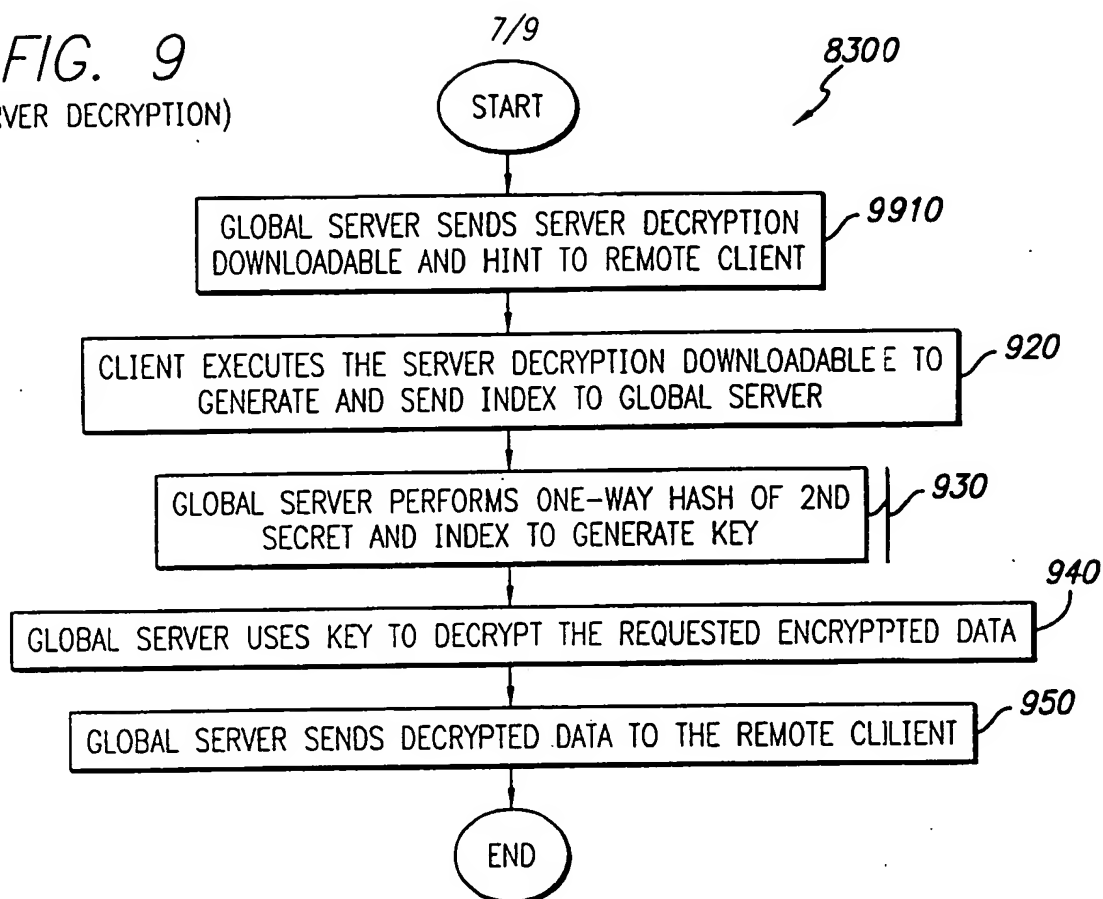 FIG. 9
7/9
8300
RVER DECRYPTION)
START
GLOBAL SERVER SENDS SERVER DECRYPTION
DOWNLOADABLE AND HINT TO REMOTE CLIENT
9910
CLIENT EXECUTES THE SERVER DECRYPTION DOWNLOADABLE E TO
GENERATE AND SEND INDEX TO GLOBAL SERVER
920
GLOBAL SERVER PERFORMS ONE-WAY HASH OF 2ND
SECRET AND INDEX TO GENERATE KEY
930
GLOBAL SERVER USES KEY TO DECRYPT THE REQUESTED ENCRYPTPTED DATA
940
GLOBAL SERVER SENDS DECRYPTED DATA TO THE REMOTE CLILIENT
950
END